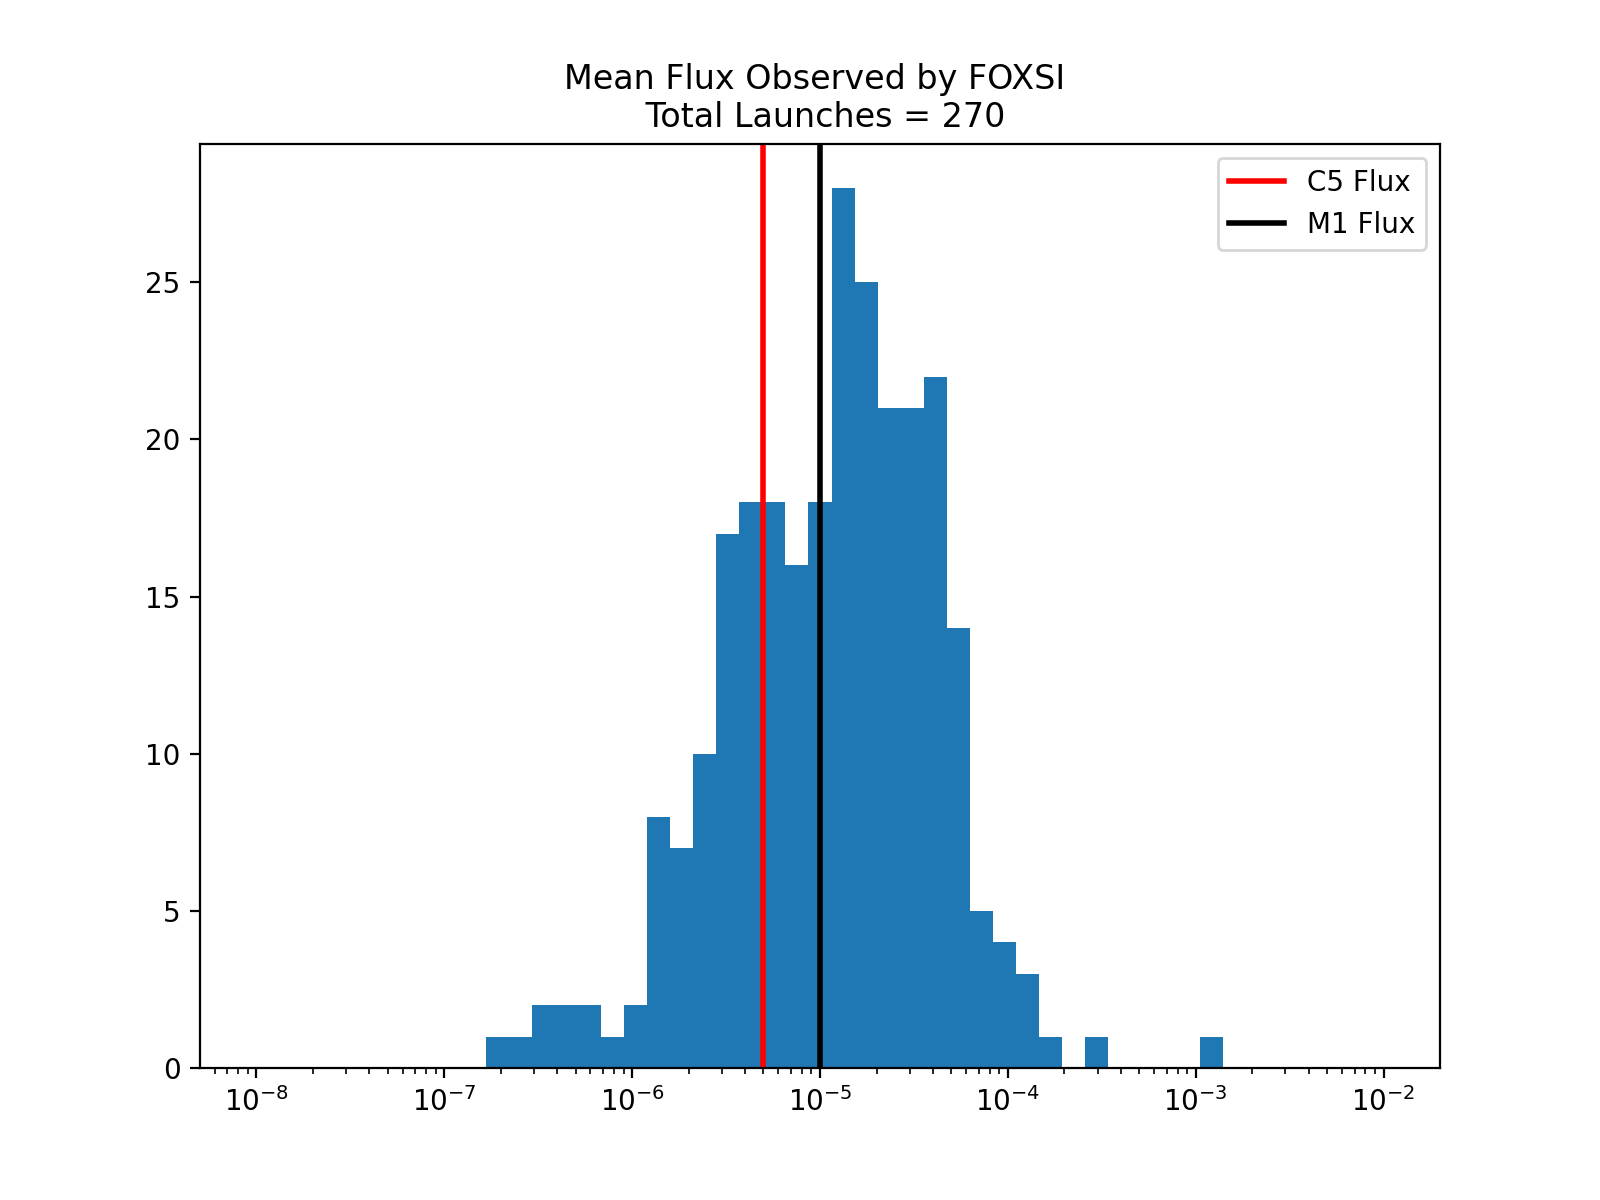 Mean Flux Observed by FOXSI
Total Launches = 270
C5 Flux
M1 Flux
25
20
15
10
5
0
10⁻⁸ 10⁻⁷ 10⁻⁶ 10⁻⁵ 10⁻⁴ 10⁻³ 10⁻²